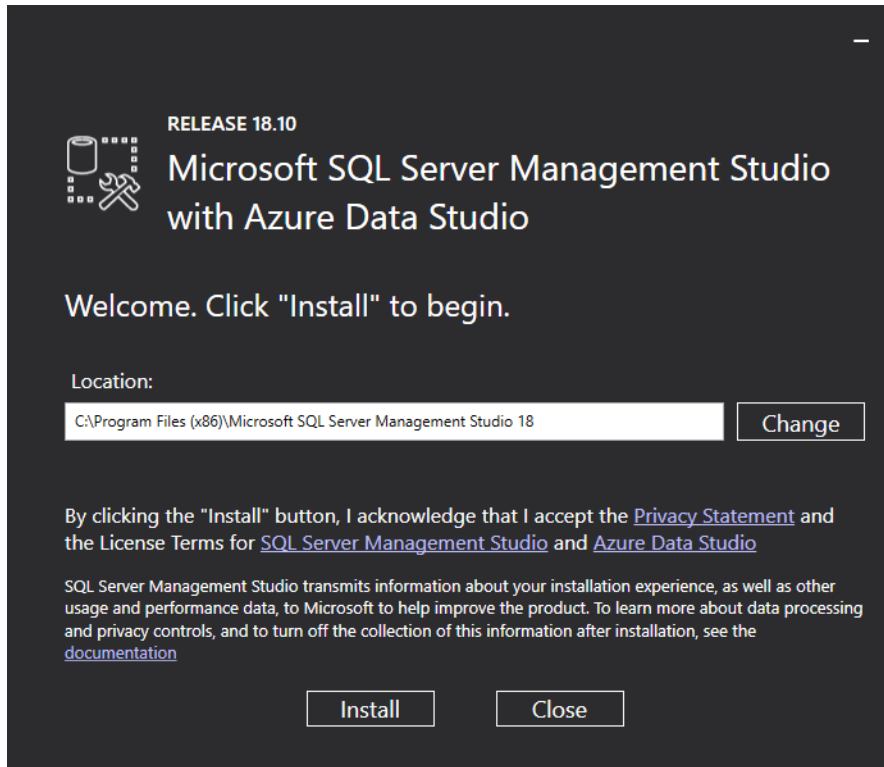 RELEASE 18.10
Microsoft SQL Server Management Studio
with Azure Data Studio
Welcome. Click "Install" to begin.
Location:
C:\Program Files (x86)\Microsoft SQL Server Management Studio 18
Change
By clicking the "Install" button, I acknowledge that I accept the Privacy Statement and
the License Terms for SQL Server Management Studio and Azure Data Studio
SQL Server Management Studio transmits information about your installation experience, as well as other
usage and performance data, to Microsoft to help improve the product. To learn more about data processing
and privacy controls, and to turn off the collection of this information after installation, see the
documentation
Install
Close